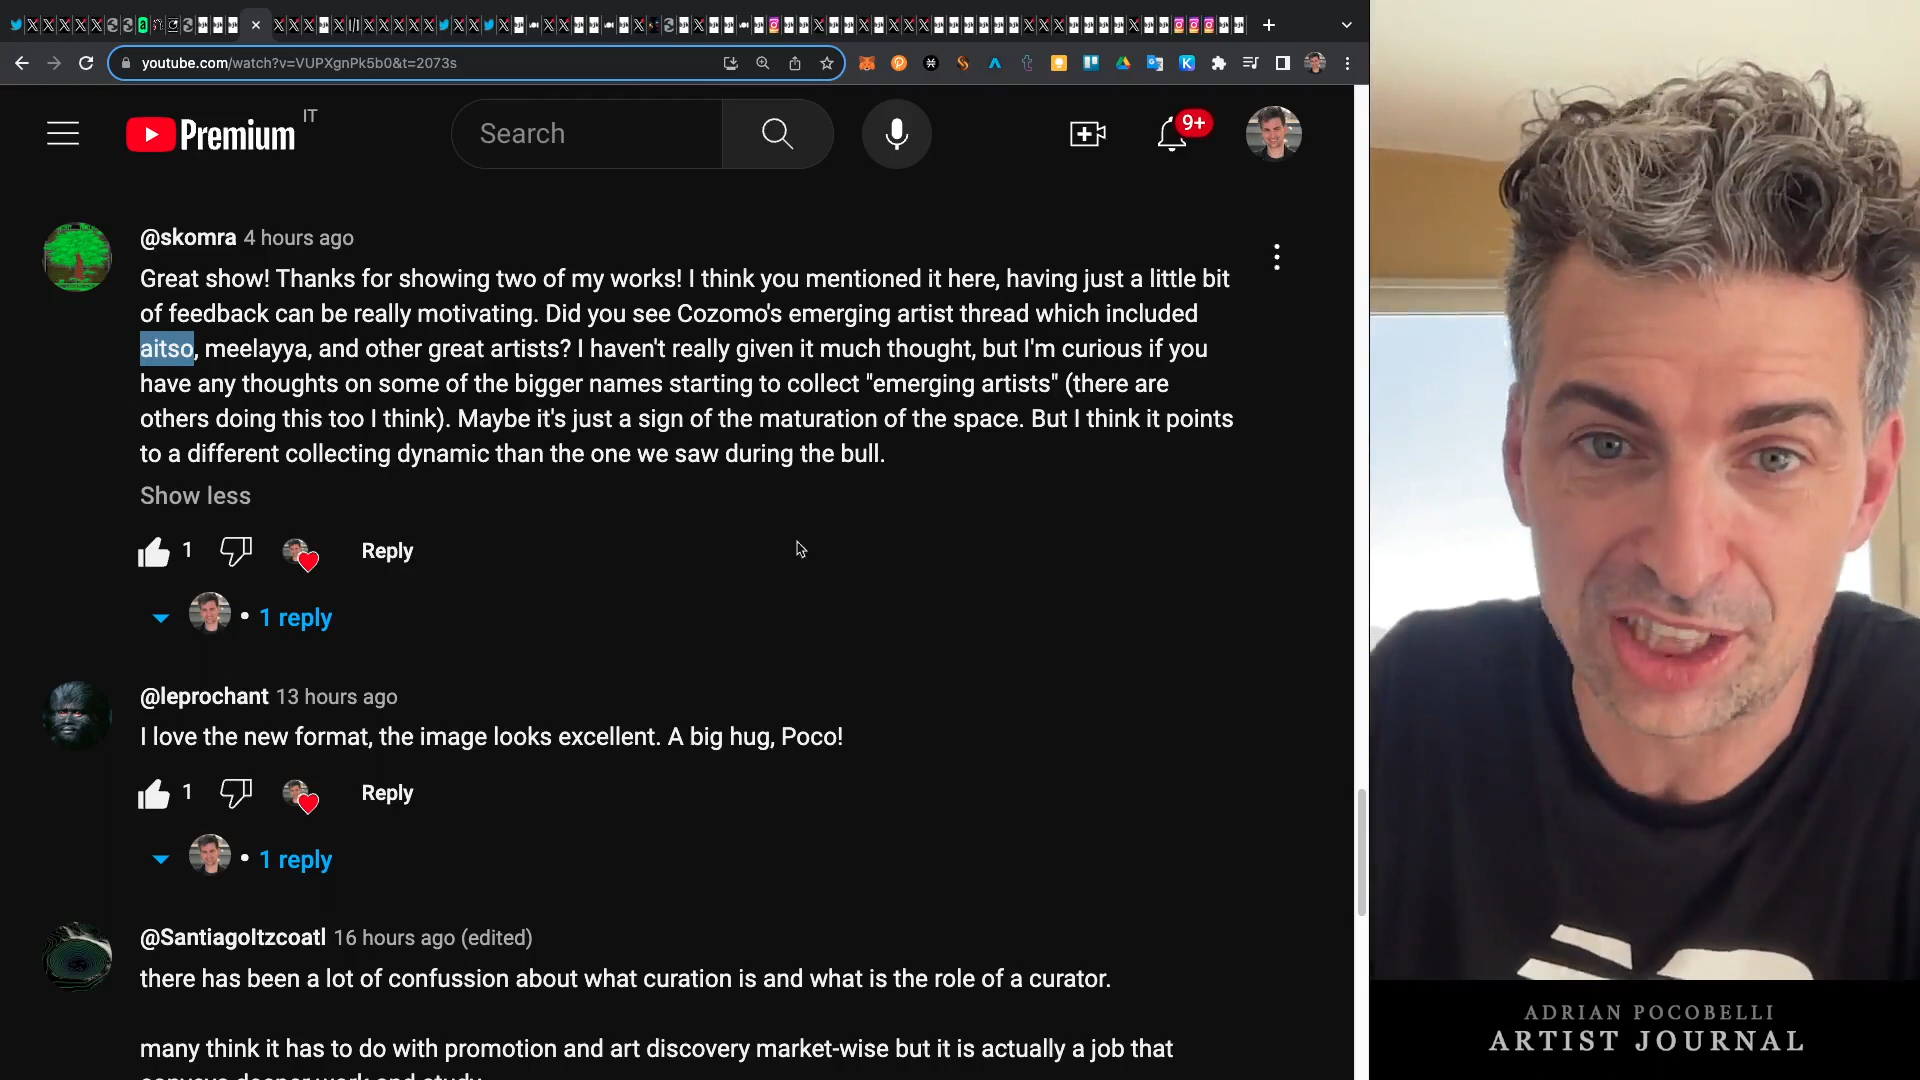 youtube.com/watch?v=VUPXgnPk5b0&t=2073s
Premium IT
Search
9+
@skomra 4 hours ago
Great show! Thanks for showing two of my works! I think you mentioned it here, having just a little bit
of feedback can be really motivating. Did you see Cozomo's emerging artist thread which included
aitso, meelayya, and other great artists? I haven't really given it much thought, but I'm curious if you
have any thoughts on some of the bigger names starting to collect "emerging artists" (there are
others doing this too I think). Maybe it's just a sign of the maturation of the space. But I think it points
to a different collecting dynamic than the one we saw during the bull.
Show less
1 Reply
• 1 reply
@leprochant 13 hours ago
I love the new format, the image looks excellent. A big hug, Poco!
1 Reply
• 1 reply
@SantiagoItzcoatl 16 hours ago (edited)
there has been a lot of confussion about what curation is and what is the role of a curator.
many think it has to do with promotion and art discovery market-wise but it is actually a job that
ADRIAN POCOBELLI
ARTIST JOURNAL